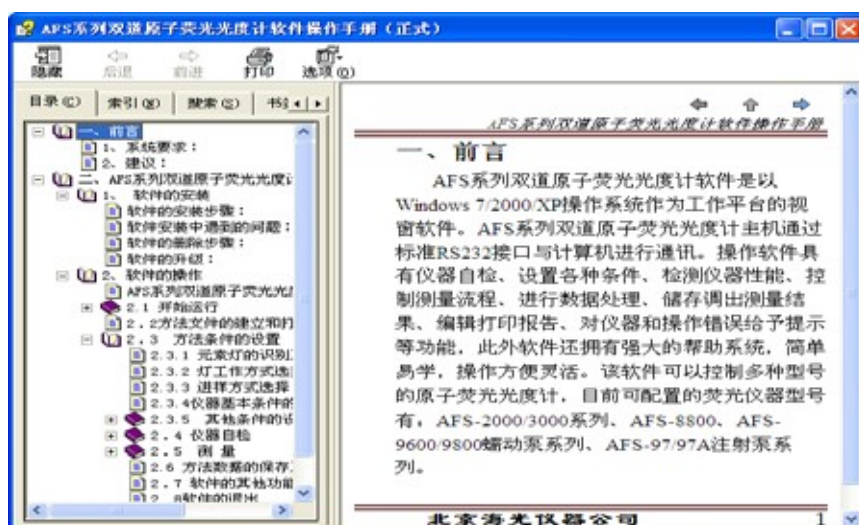 AFS系列双道原子荧光光度计软件操作手册（正式）
隐藏 后退 前进 打印 选项(O)
目录(C) 索引(N) 搜索(S)
一、前言
1、系统要求：
2、建议：
二、AFS系列双道原子荧光光度
1、 软件的安装
软件的安装步骤：
软件安装中遇到的问题：
软件的删除步骤：
软件的升级：
2、软件的操作
AFS系列双道原子荧光光
2.1 开始运行
2.2方法文件的建立和打
2.3 方法条件的设置
2.3.1 元素灯的识别
2.3.2 灯工作方式选
2.3.3 进样方式选择
2.3.4仪器基本条件的
2.3.5 其他条件的设
2.4 仪器自检
2.5 测 量
2.6 方法数据的保存
2.7 软件的其他功能
2.8软件的退出
AFS系列双道原子荧光光度计软件操作手册
一、前言
AFS系列双道原子荧光光度计软件是以
Windows 7/2000/XP操作系统作为工作平台的视
窗软件。AFS系列双道原子荧光光度计主机通过
标准RS232接口与计算机进行通讯。操作软件具
有仪器自检、设置各种条件、检测仪器性能、控
制测量流程、进行数据处理、储存调出测量结
果、编辑打印报告、对仪器和操作错误给予提示
等功能，此外软件还拥有强大的帮助系统，简单
易学，操作方便灵活。该软件可以控制多种型号
的原子荧光光度计，目前可配置的荧光仪器型号
有，AFS-2000/3000系列、AFS-8800、AFS-
9600/9800蠕动泵系列、AFS-97/97A注射泵系
列。
北京海光仪器公司 1